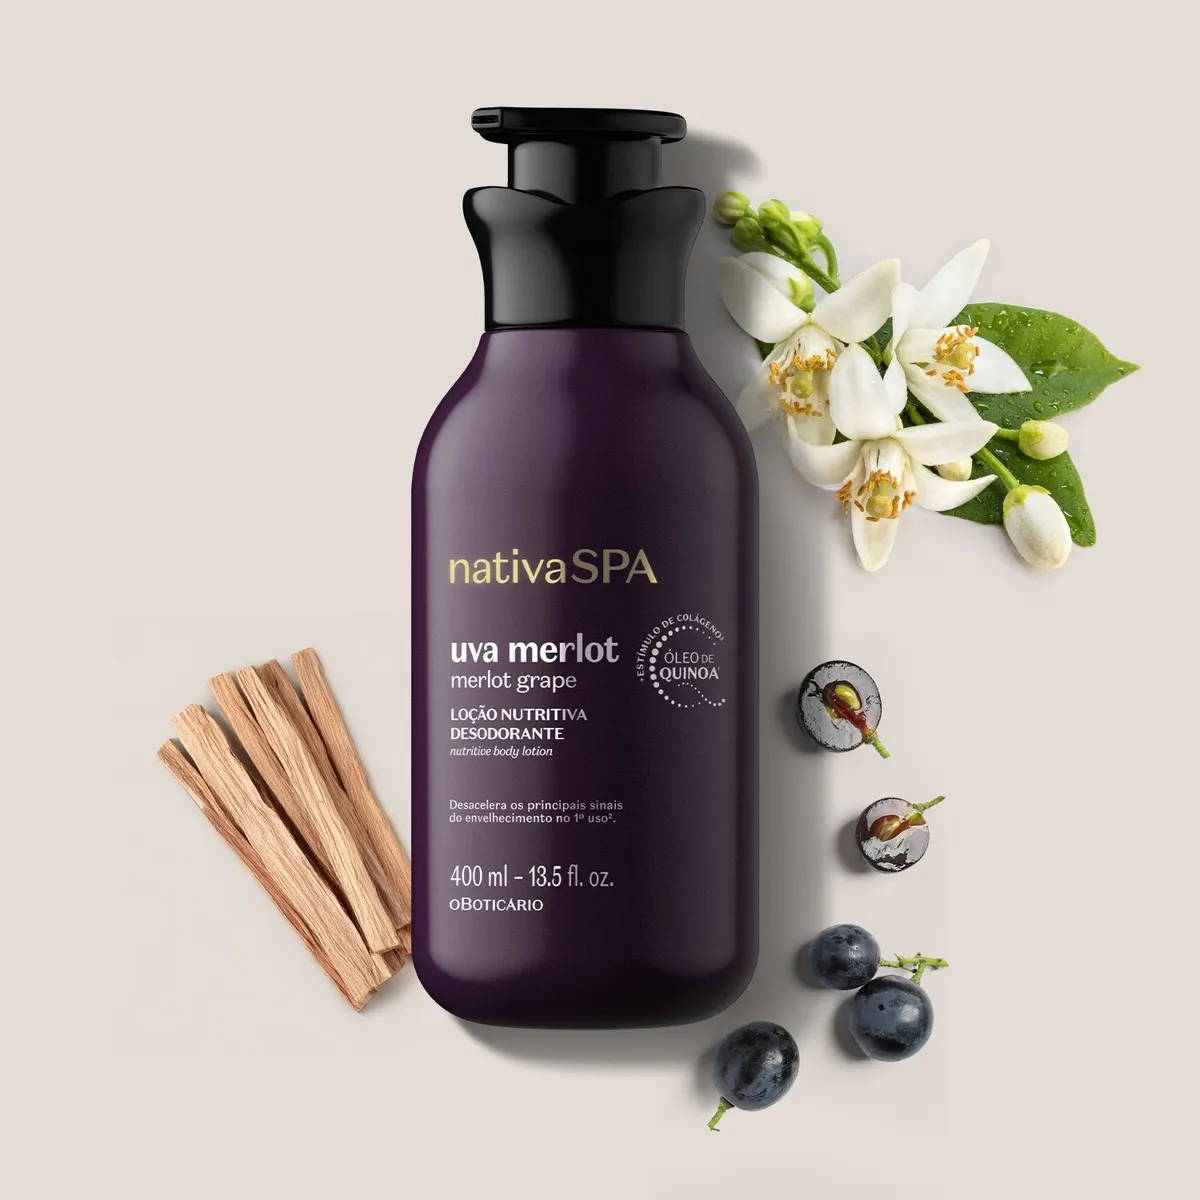 nativaSPA
uva merlot
merlot grape
•ESTÍMULO DE COLÁGENO•
ÓLEO DE
QUINOA¹
LOÇÃO NUTRITIVA
DESODORANTE
nutritive body lotion
Desacelera os principais sinais
do envelhecimento no 1º uso².
400 ml – 13.5 fl. oz.
oBOTICÁRIO